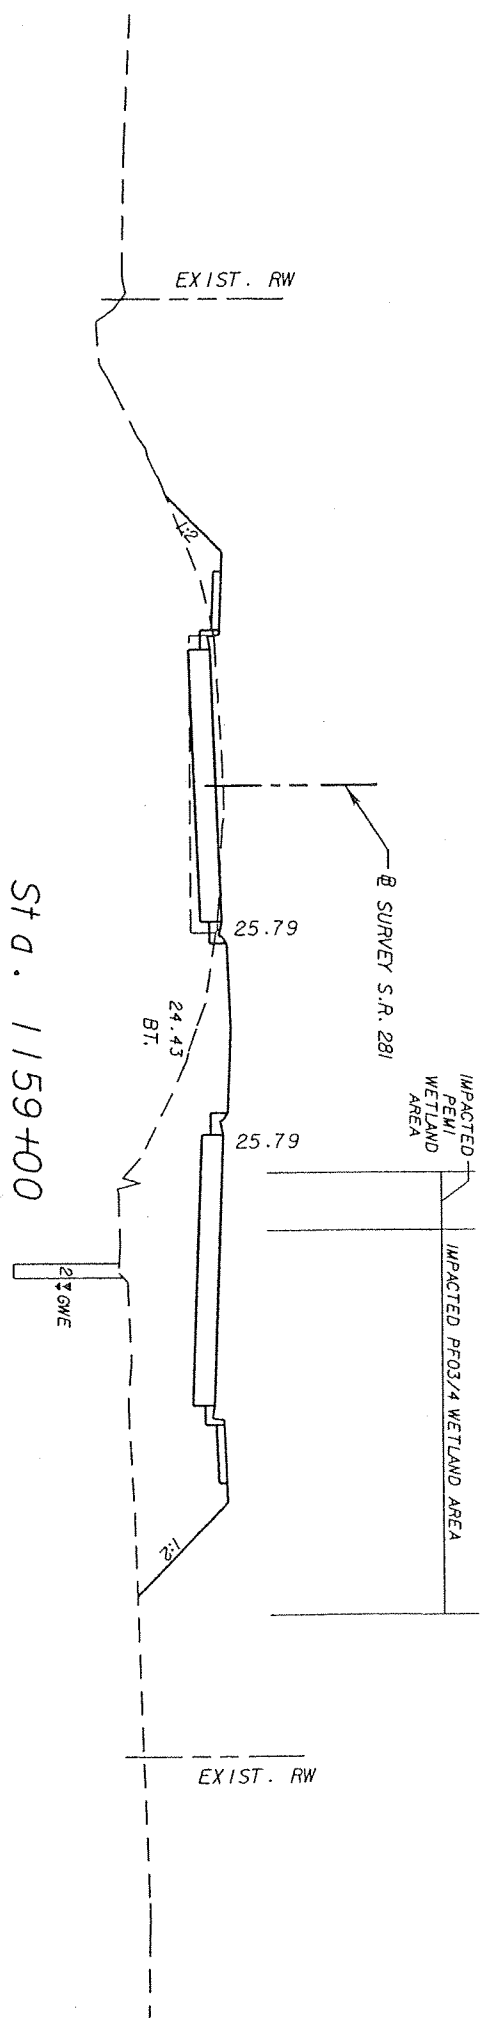 EXIST. RW
1:2
℄ SURVEY S.R. 281
25.79
24.43
BT.
25.79
IMPACTED
PEM1
WETLAND
AREA
IMPACTED PFO3/4 WETLAND AREA
2
GWE
1:2
EXIST. RW
Sta. 1159+00